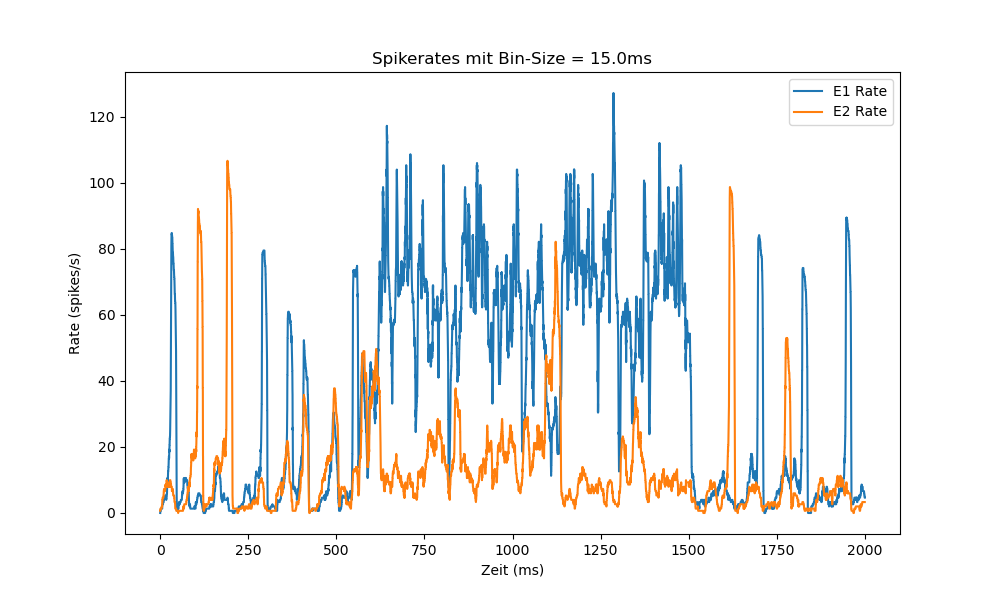 Spikerates mit Bin-Size = 15.0ms
E1 Rate
E2 Rate
120
100
80
60
40
20
0
Rate (spikes/s)
0 250 500 750 1000 1250 1500 1750 2000
Zeit (ms)